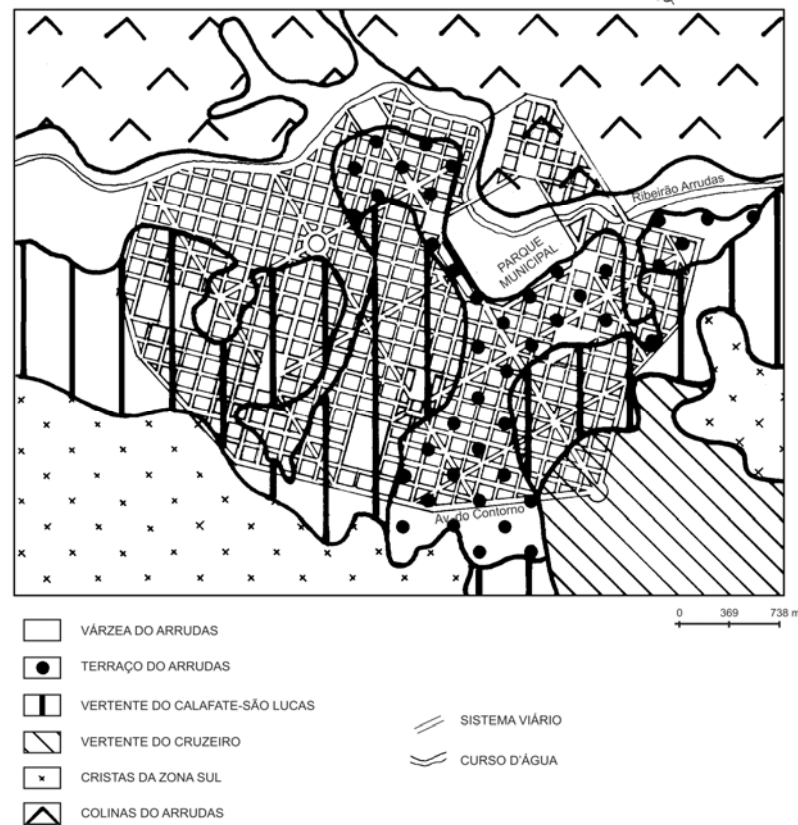 Ribeirão Arrudas
PARQUE
MUNICIPAL
Av. do Contorno
0 369 738 m
VÁRZEA DO ARRUDAS
TERRAÇO DO ARRUDAS
VERTENTE DO CALAFATE-SÃO LUCAS
VERTENTE DO CRUZEIRO
CRISTAS DA ZONA SUL
COLINAS DO ARRUDAS
SISTEMA VIÁRIO
CURSO D'ÁGUA